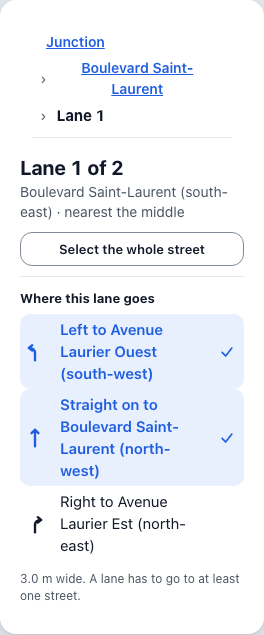 Junction
› Boulevard Saint-
Laurent
› Lane 1
Lane 1 of 2
Boulevard Saint-Laurent (south-
east) · nearest the middle
Select the whole street
Where this lane goes
Left to Avenue
Laurier Ouest
(south-west)
Straight on to
Boulevard Saint-
Laurent (north-
west)
Right to Avenue
Laurier Est (north-
east)
3.0 m wide. A lane has to go to at least
one street.